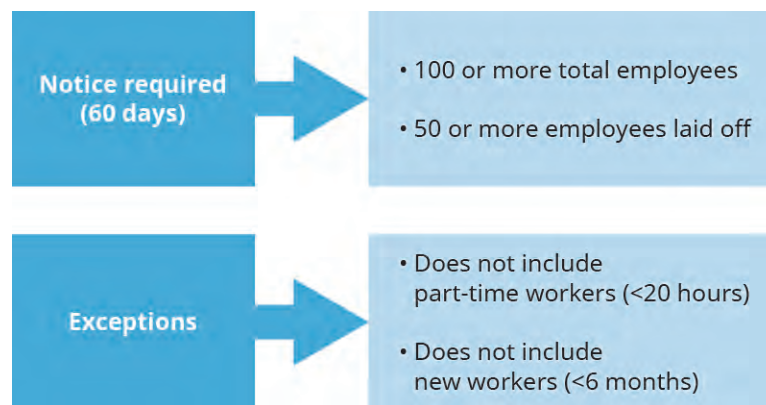 Notice required
(60 days)
• 100 or more total employees
• 50 or more employees laid off
Exceptions
• Does not include
part-time workers (<20 hours)
• Does not include
new workers (<6 months)